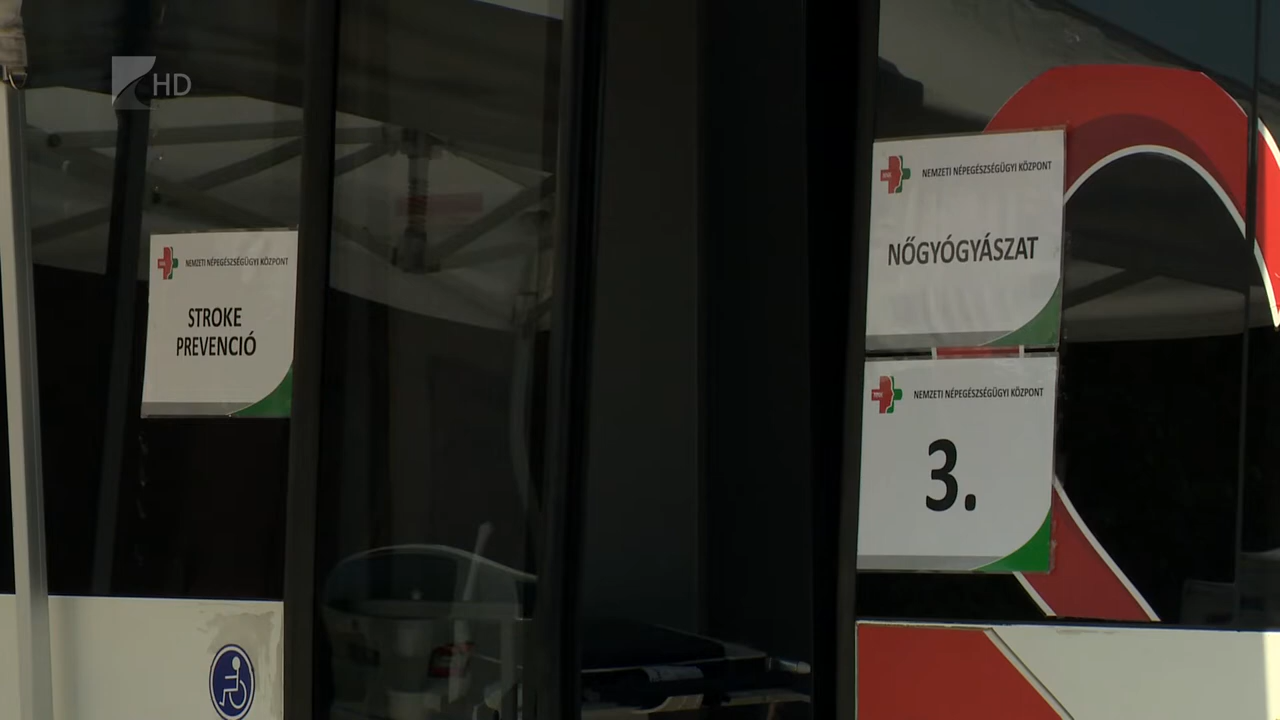 HD
NEMZETI NÉPEGÉSZSÉGÜGYI KÖZPONT
STROKE
PREVENCIÓ
NEMZETI NÉPEGÉSZSÉGÜGYI KÖZPONT
NŐGYÓGYÁSZAT
NEMZETI NÉPEGÉSZSÉGÜGYI KÖZPONT
3.